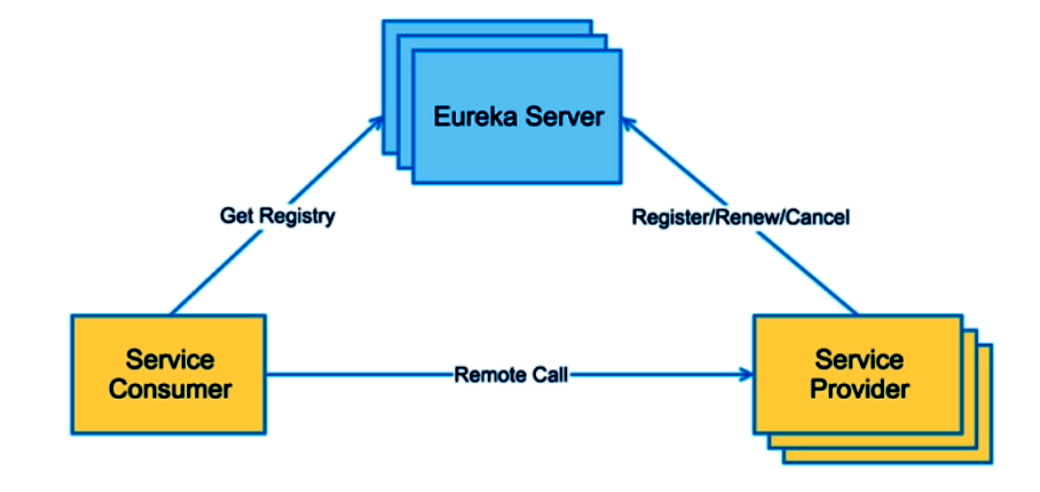 Eureka Server
Get Registry
Register/Renew/Cancel
Service
Consumer
Remote Call
Service
Provider